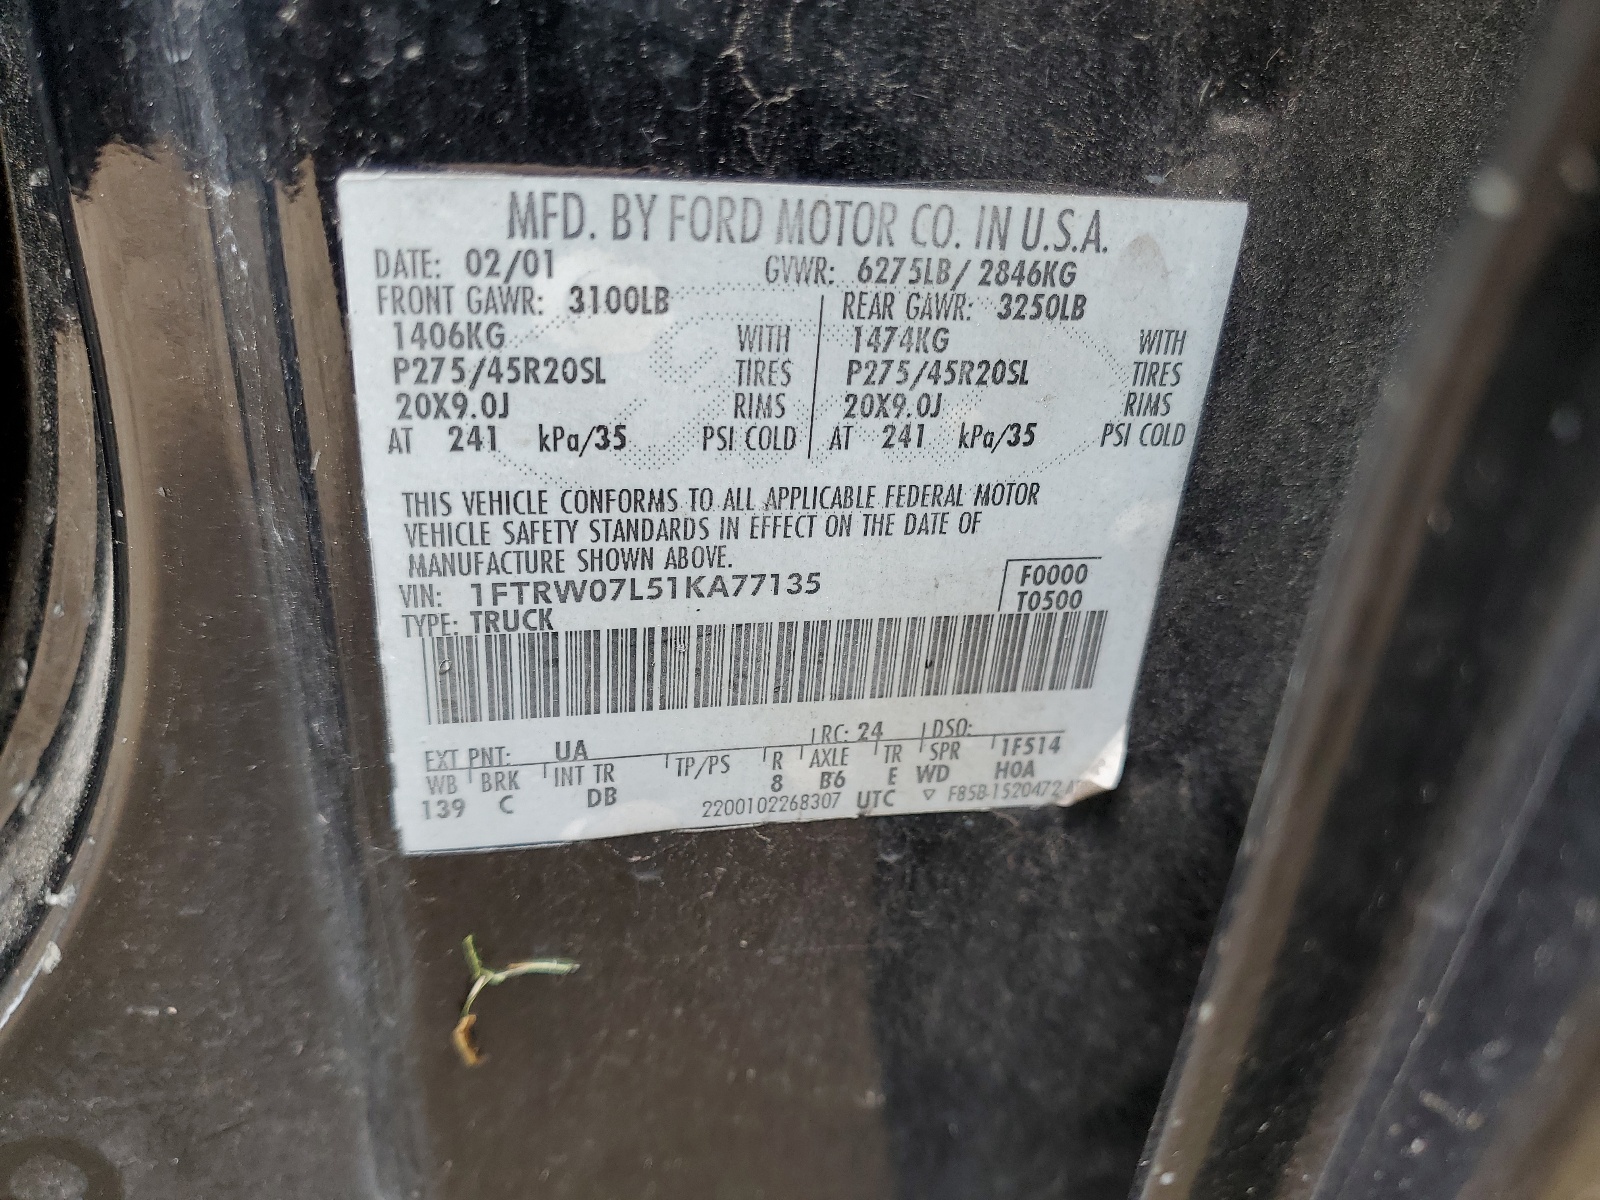 MFD. BY FORD MOTOR CO. IN U.S.A.
DATE: 02/01 GVWR: 6275LB/ 2846KG
FRONT GAWR: 3100LB REAR GAWR: 3250LB
1406KG WITH 1474KG WITH
P275/45R20SL TIRES P275/45R20SL TIRES
20X9.0J RIMS 20X9.0J RIMS
AT 241 kPa/35 PSI COLD AT 241 kPa/35 PSI COLD
THIS VEHICLE CONFORMS TO ALL APPLICABLE FEDERAL MOTOR
VEHICLE SAFETY STANDARDS IN EFFECT ON THE DATE OF
MANUFACTURE SHOWN ABOVE.
VIN: 1FTRW07L51KA77135 F0000
TYPE: TRUCK T0500
EXT PNT: UA RC: 24 DSO:
WB BRK INT TR TP/PS R AXLE TR SPR 1F514
139 C DB 8 B6 E WD H0A
2200102268307 UTC ▽ F85B-1520472-A